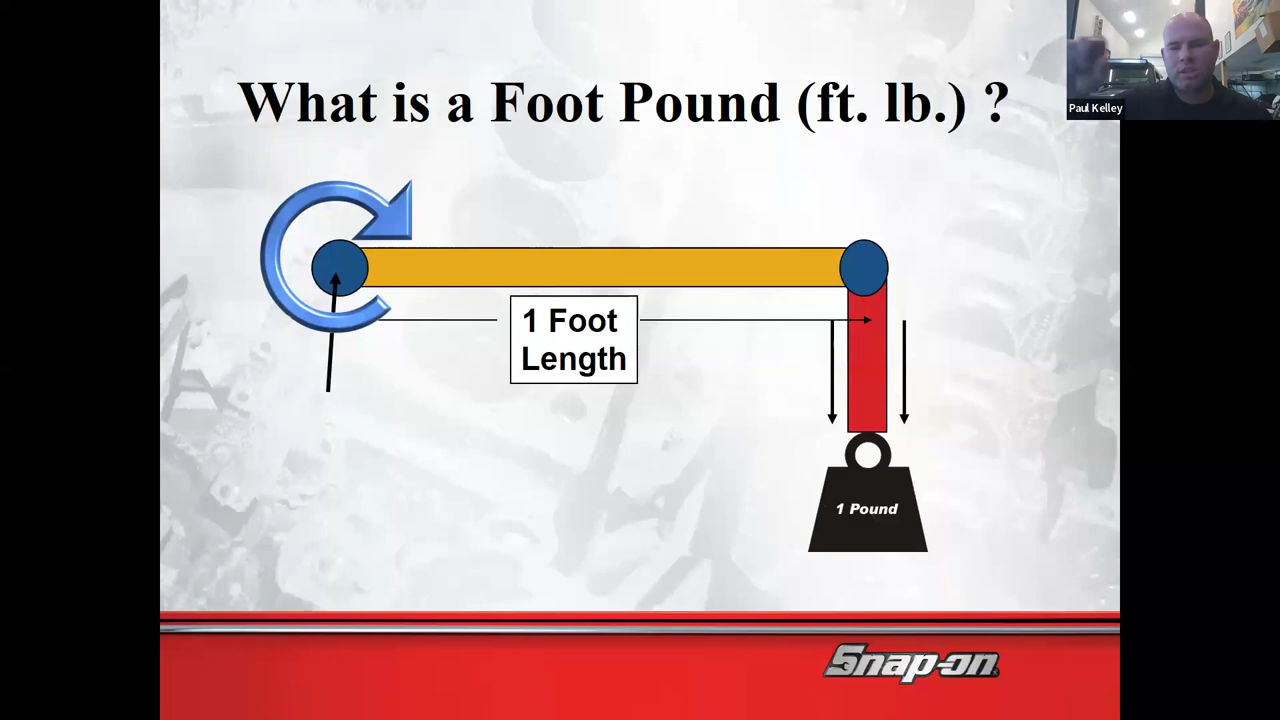 What is a Foot Pound (ft. lb.) ?
Paul Kelley
1 Foot
Length
1 Pound
Snap-on